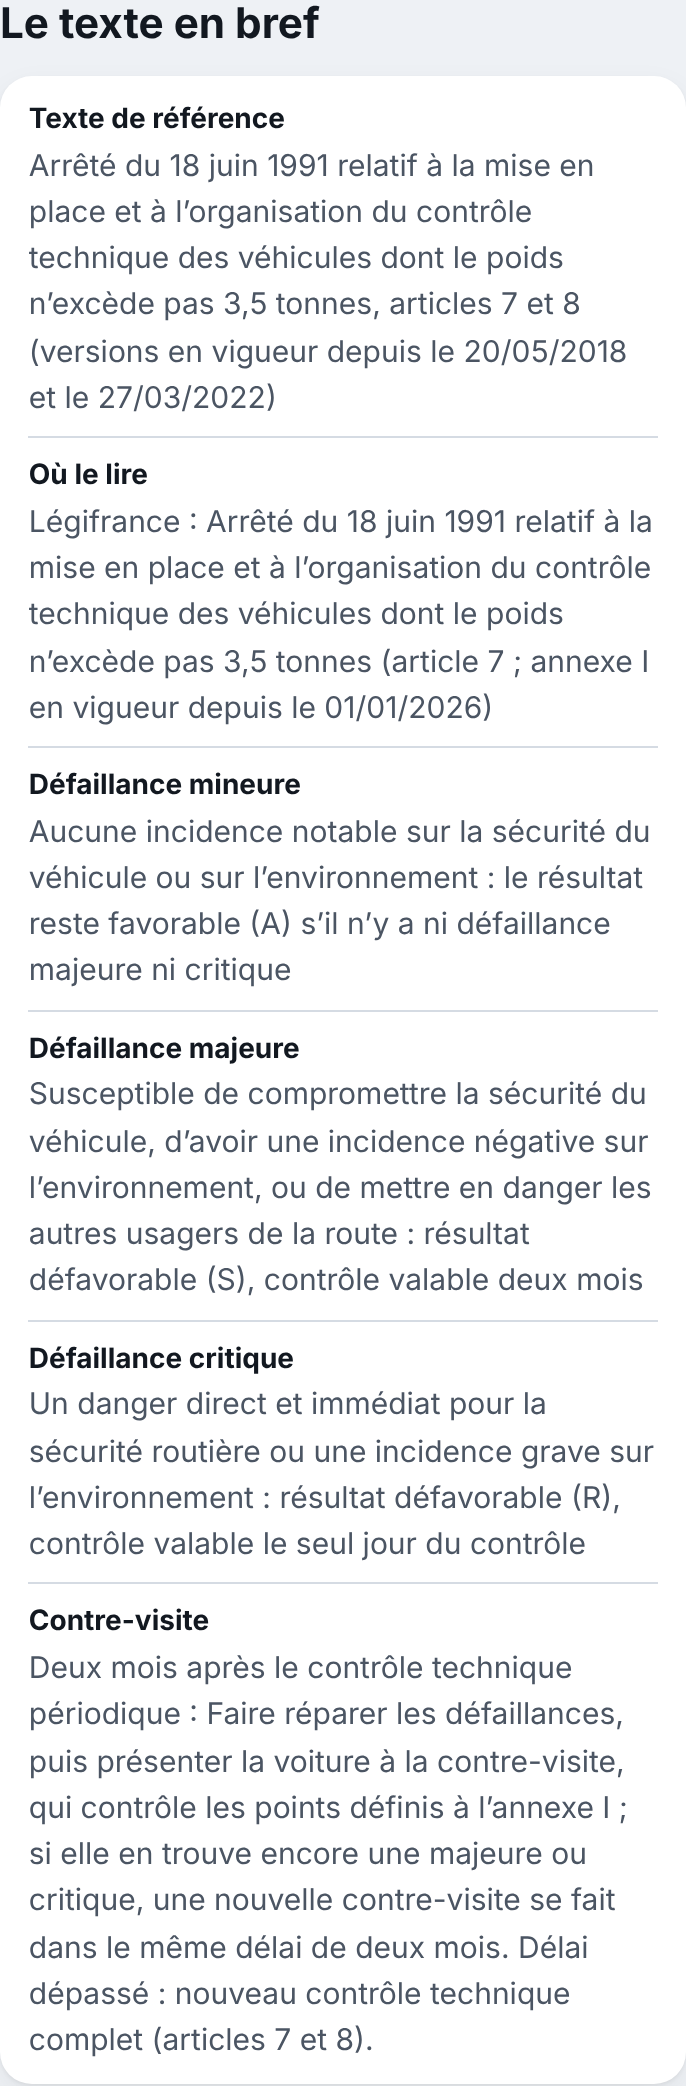 Le texte en bref
Texte de référence
Arrêté du 18 juin 1991 relatif à la mise en
place et à l’organisation du contrôle
technique des véhicules dont le poids
n’excède pas 3,5 tonnes, articles 7 et 8
(versions en vigueur depuis le 20/05/2018
et le 27/03/2022)
Où le lire
Légifrance : Arrêté du 18 juin 1991 relatif à la
mise en place et à l’organisation du contrôle
technique des véhicules dont le poids
n’excède pas 3,5 tonnes (article 7 ; annexe I
en vigueur depuis le 01/01/2026)
Défaillance mineure
Aucune incidence notable sur la sécurité du
véhicule ou sur l’environnement : le résultat
reste favorable (A) s’il n’y a ni défaillance
majeure ni critique
Défaillance majeure
Susceptible de compromettre la sécurité du
véhicule, d’avoir une incidence négative sur
l’environnement, ou de mettre en danger les
autres usagers de la route : résultat
défavorable (S), contrôle valable deux mois
Défaillance critique
Un danger direct et immédiat pour la
sécurité routière ou une incidence grave sur
l’environnement : résultat défavorable (R),
contrôle valable le seul jour du contrôle
Contre-visite
Deux mois après le contrôle technique
périodique : Faire réparer les défaillances,
puis présenter la voiture à la contre-visite,
qui contrôle les points définis à l’annexe I ;
si elle en trouve encore une majeure ou
critique, une nouvelle contre-visite se fait
dans le même délai de deux mois. Délai
dépassé : nouveau contrôle technique
complet (articles 7 et 8).